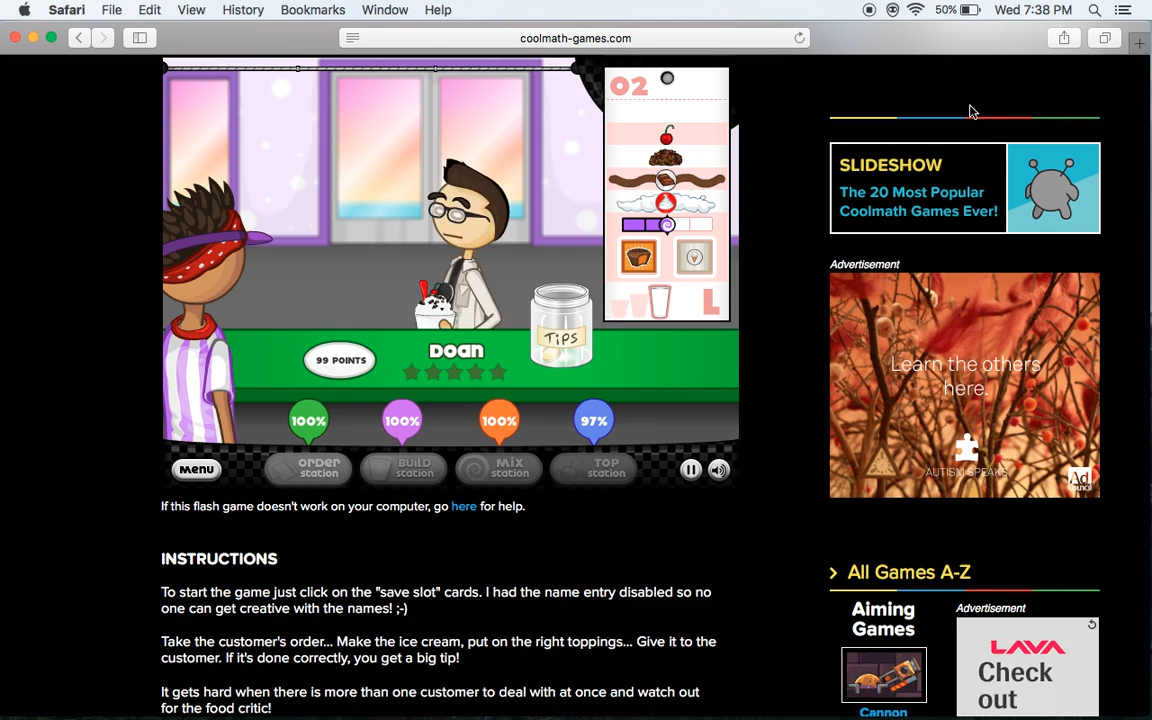 Safari File Edit View History Bookmarks Window Help 50% Wed 7:38 PM
coolmath-games.com
02
L
TiPS
99 POINTS
DOAN
100% 100% 100% 97%
MENU
ORDER station
BUiLD station
MiX station
TOP station
If this flash game doesn't work on your computer, go here for help.
INSTRUCTIONS
To start the game just click on the "save slot" cards. I had the name entry disabled so no
one can get creative with the names! ;-)
Take the customer's order... Make the ice cream, put on the right toppings... Give it to the
customer. If it's done correctly, you get a big tip!
It gets hard when there is more than one customer to deal with at once and watch out
for the food critic!
SLIDESHOW
The 20 Most Popular
Coolmath Games Ever!
Advertisement
Learn the others
here.
AUTISM SPEAKS
Ad
Council
> All Games A-Z
Aiming
Games
Cannon
Advertisement
LAVA
Check
out